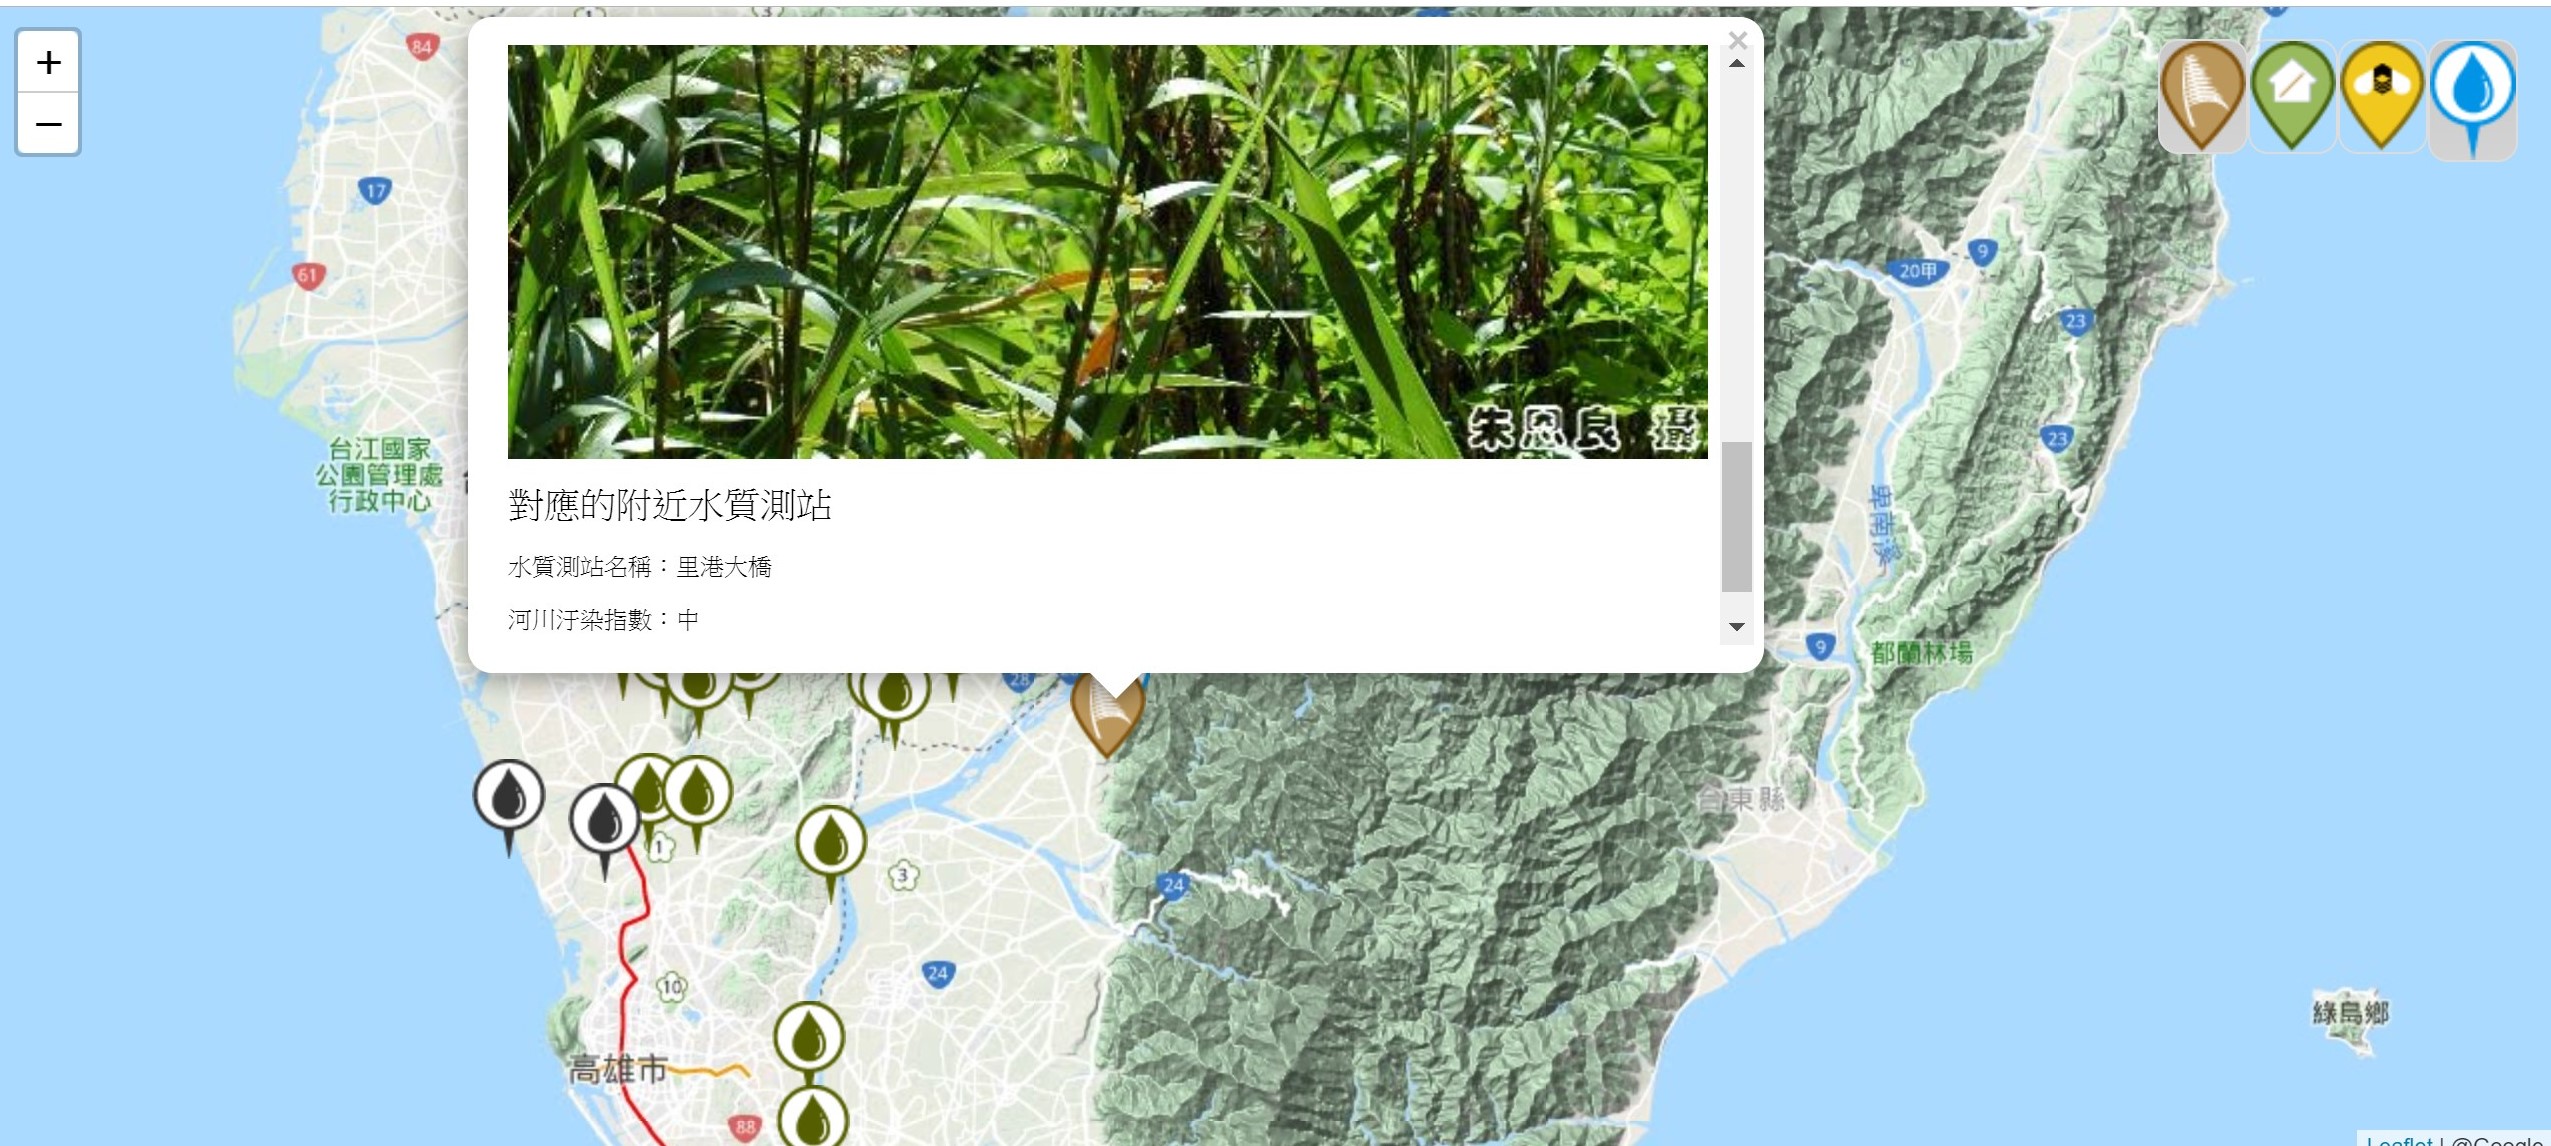 +
−
×
84
1
3
17
61
20甲
9
23
23
台江國家
公園管理處
行政中心
卑南溪
朱恩良 攝
對應的附近水質測站
水質測站名稱：里港大橋
河川汙染指數：中
9
都蘭林場
28
台東縣
1
3
24
24
10
綠島鄉
高雄市
88
Leaflet | @Google